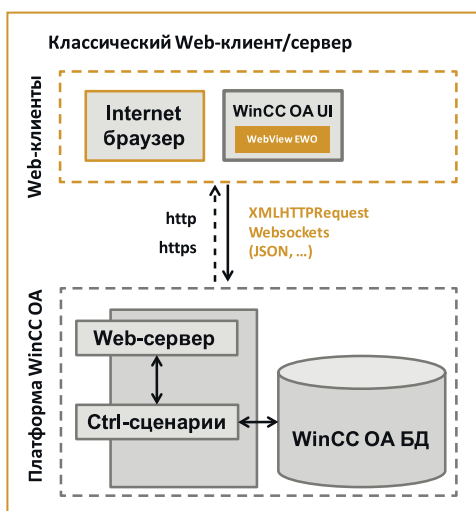 Классический Web-клиент/сервер
Web-клиенты
Internet
браузер
WinCC OA UI
WebView EWO
http
https
XMLHTTPRequest
Websockets
(JSON, ...)
Платформа WinCC OA
Web-сервер
Ctrl-сценарии
WinCC OA БД